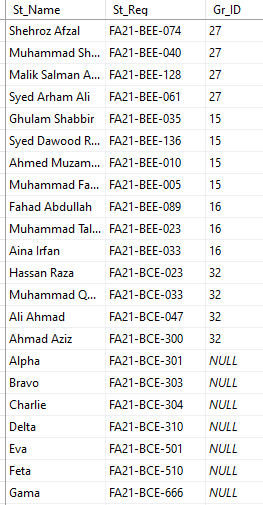 St_Name St_Reg Gr_ID
Shehroz Afzal FA21-BEE-074 27
Muhammad Sh... FA21-BEE-040 27
Malik Salman A... FA21-BEE-128 27
Syed Arham Ali FA21-BEE-061 27
Ghulam Shabbir FA21-BEE-035 15
Syed Dawood R... FA21-BEE-136 15
Ahmed Muzam... FA21-BEE-010 15
Muhammad Fa... FA21-BEE-005 15
Fahad Abdullah FA21-BEE-089 16
Muhammad Tal... FA21-BEE-023 16
Aina Irfan FA21-BEE-033 16
Hassan Raza FA21-BCE-023 32
Muhammad Q... FA21-BCE-033 32
Ali Ahmad FA21-BCE-047 32
Ahmad Aziz FA21-BCE-300 32
Alpha FA21-BCE-301 NULL
Bravo FA21-BCE-303 NULL
Charlie FA21-BCE-304 NULL
Delta FA21-BCE-310 NULL
Eva FA21-BCE-501 NULL
Feta FA21-BCE-510 NULL
Gama FA21-BCE-666 NULL